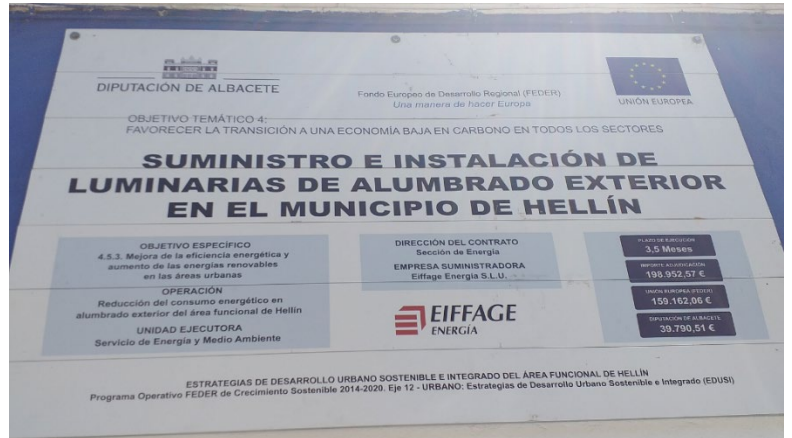 DIPUTACIÓN DE ALBACETE
Fondo Europeo de Desarrollo Regional (FEDER)
Una manera de hacer Europa
UNIÓN EUROPEA
OBJETIVO TEMÁTICO 4:
FAVORECER LA TRANSICIÓN A UNA ECONOMÍA BAJA EN CARBONO EN TODOS LOS SECTORES
SUMINISTRO E INSTALACIÓN DE
LUMINARIAS DE ALUMBRADO EXTERIOR
EN EL MUNICIPIO DE HELLÍN
OBJETIVO ESPECÍFICO
4.5.3. Mejora de la eficiencia energética y
aumento de las energías renovables
en las áreas urbanas
OPERACIÓN
Reducción del consumo energético en
alumbrado exterior del área funcional de Hellín
UNIDAD EJECUTORA
Servicio de Energía y Medio Ambiente
DIRECCIÓN DEL CONTRATO
Sección de Energía
EMPRESA SUMINISTRADORA
Eiffage Energía S.L.U.
EIFFAGE
ENERGÍA
PLAZO DE EJECUCIÓN
3,5 Meses
IMPORTE ADJUDICACIÓN
198.952,57 €
UNIÓN EUROPEA (FEDER)
159.162,06 €
DIPUTACIÓN DE ALBACETE
39.790,51 €
ESTRATEGIAS DE DESARROLLO URBANO SOSTENIBLE E INTEGRADO DEL ÁREA FUNCIONAL DE HELLÍN
Programa Operativo FEDER de Crecimiento Sostenible 2014-2020. Eje 12 - URBANO: Estrategias de Desarrollo Urbano Sostenible e Integrado (EDUSI)